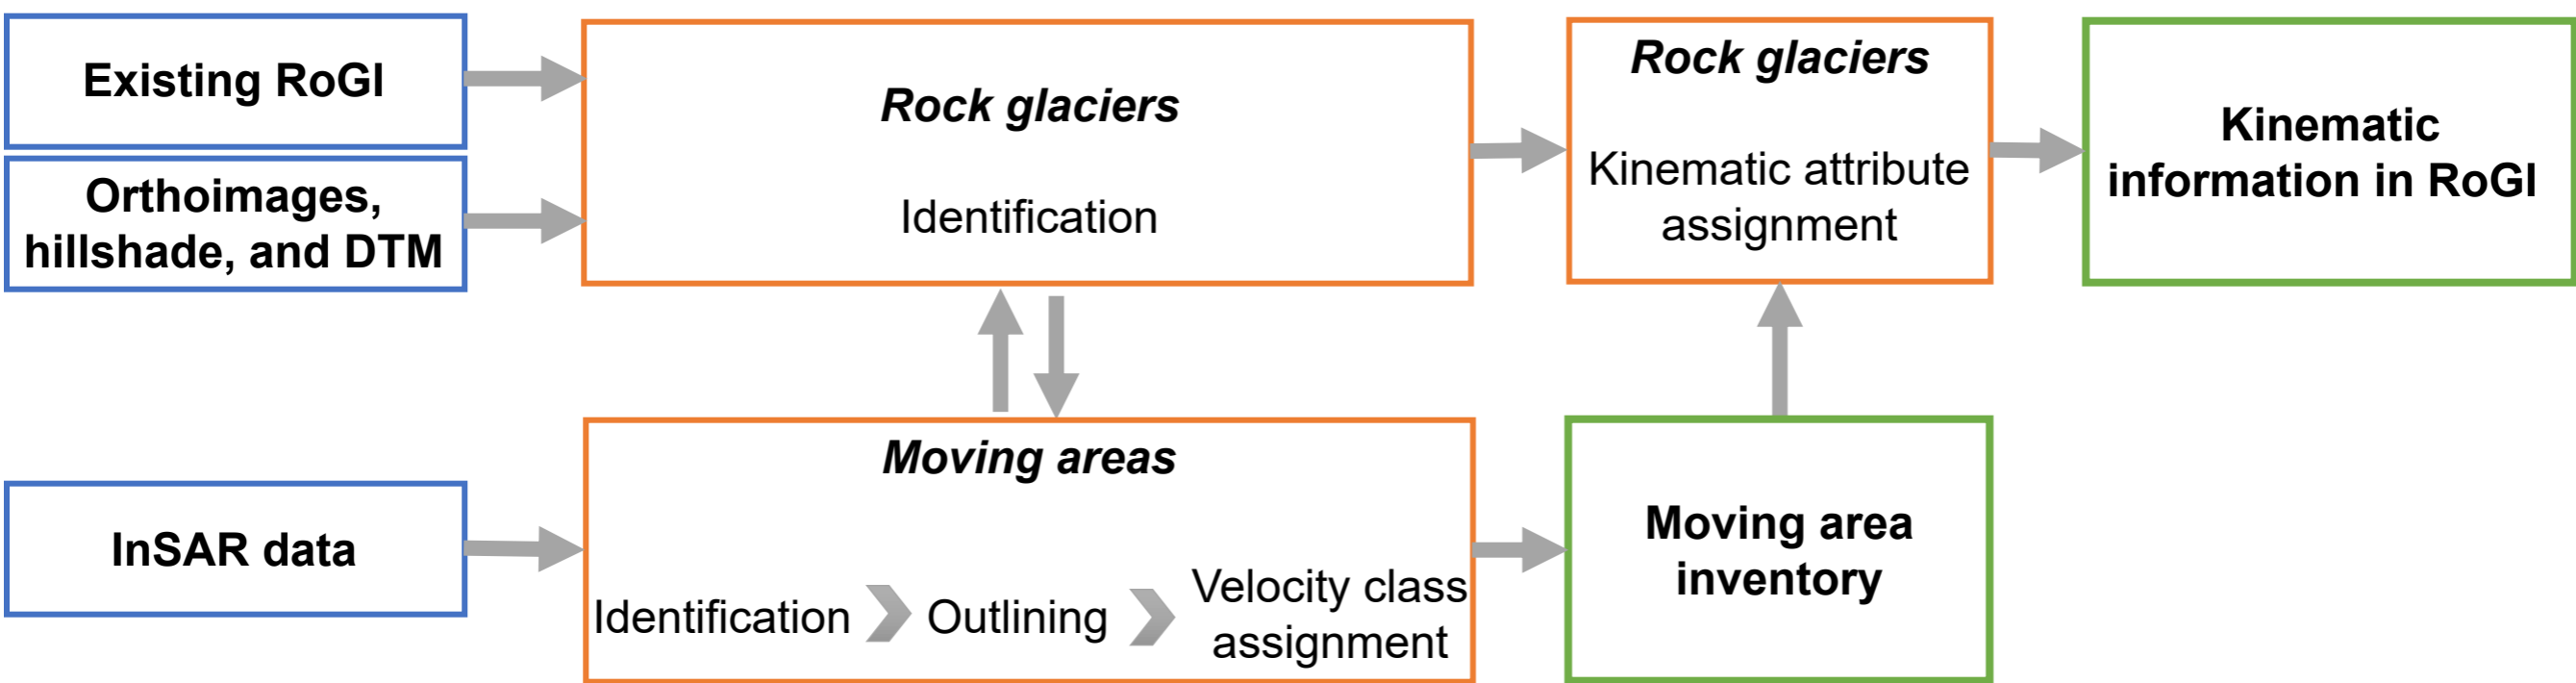 Existing RoGI
Orthoimages,
hillshade, and DTM
Rock glaciers
Identification
Rock glaciers
Kinematic attribute
assignment
Kinematic
information in RoGI
InSAR data
Moving areas
Identification
Outlining
Velocity class
assignment
Moving area
inventory